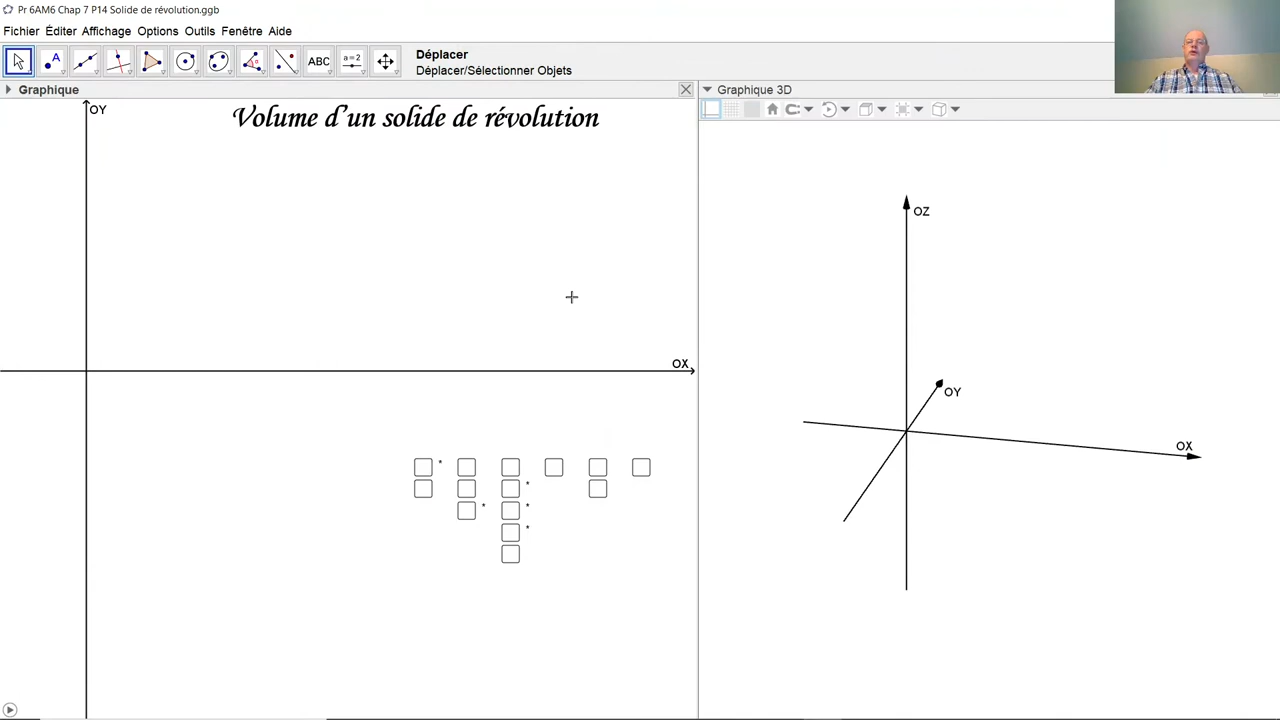 Pr 6AM6 Chap 7 P14 Solide de révolution.ggb
Fichier Éditer Affichage Options Outils Fenêtre Aide
A
ABC
a=2
Déplacer
Déplacer/Sélectionner Objets
Graphique
Graphique 3D
OY
Volume d’un solide de révolution
OX
*
*
* *
*
OZ
OY
OX